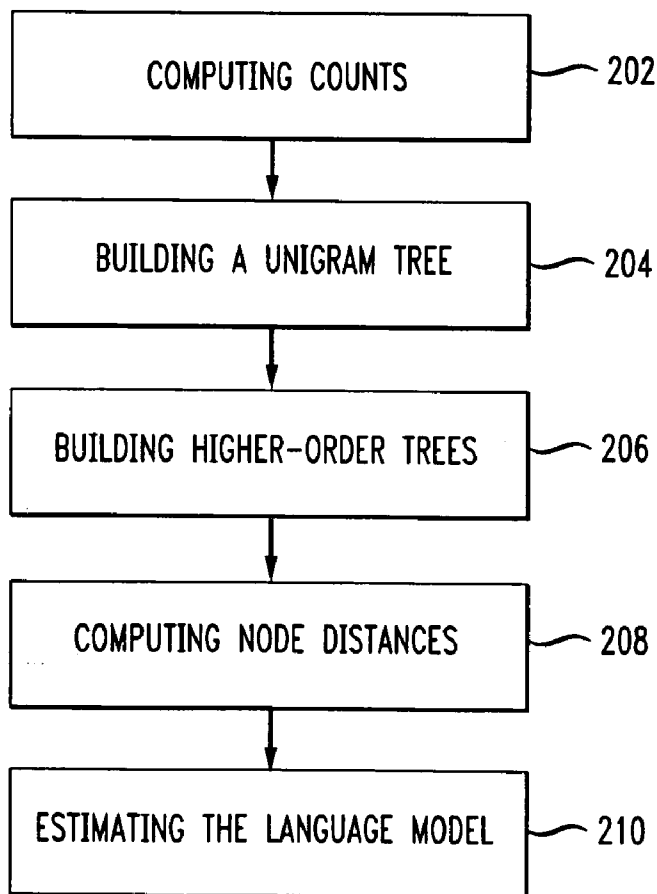 COMPUTING COUNTS 202
BUILDING A UNIGRAM TREE 204
BUILDING HIGHER-ORDER TREES 206
COMPUTING NODE DISTANCES 208
ESTIMATING THE LANGUAGE MODEL 210